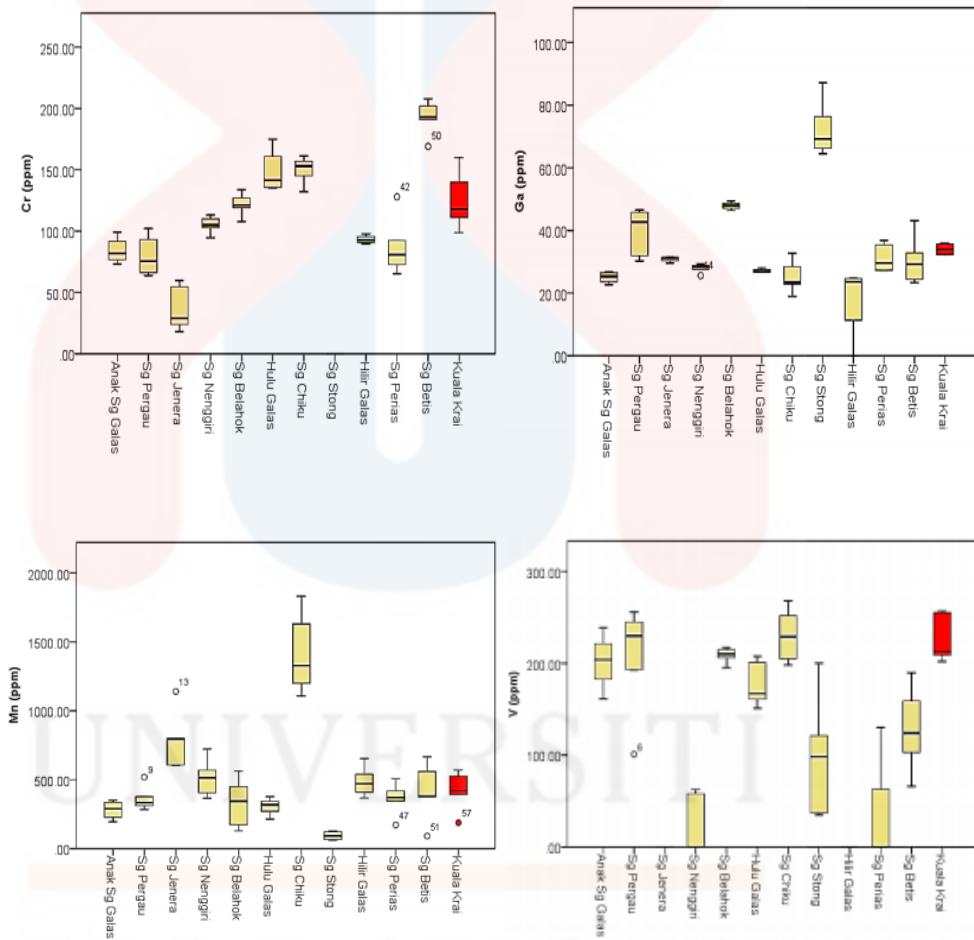 250.00
200.00
150.00
100.00
50.00
.00
Cr (ppm)
50
42
Anak Sg Galas
Sg Pergau
Sg Jenera
Sg Nenggiri
Sg Belahok
Hulu Galas
Sg Chiku
Sg Stong
Hilir Galas
Sg Perias
Sg Betis
Kuala Krai
100.00
80.00
60.00
40.00
20.00
.00
Ga (ppm)
Anak Sg Galas
Sg Pergau
Sg Jenera
Sg Nenggiri
Sg Belahok
Hulu Galas
Sg Chiku
Sg Stong
Hilir Galas
Sg Perias
Sg Betis
Kuala Krai
2000.00
1500.00
1000.00
500.00
.00
Mn (ppm)
13
9
47
51
57
Anak Sg Galas
Sg Pergau
Sg Jenera
Sg Nenggiri
Sg Belahok
Hulu Galas
Sg Chiku
Sg Stong
Hilir Galas
Sg Perias
Sg Betis
Kuala Krai
300.00
200.00
100.00
.00
V (ppm)
6
Anak Sg Galas
Sg Pergau
Sg Jenera
Sg Nenggiri
Sg Belahok
Hulu Galas
Sg Chiku
Sg Stong
Hilir Galas
Sg Perias
Sg Betis
Kuala Krai
UNIVERSITI